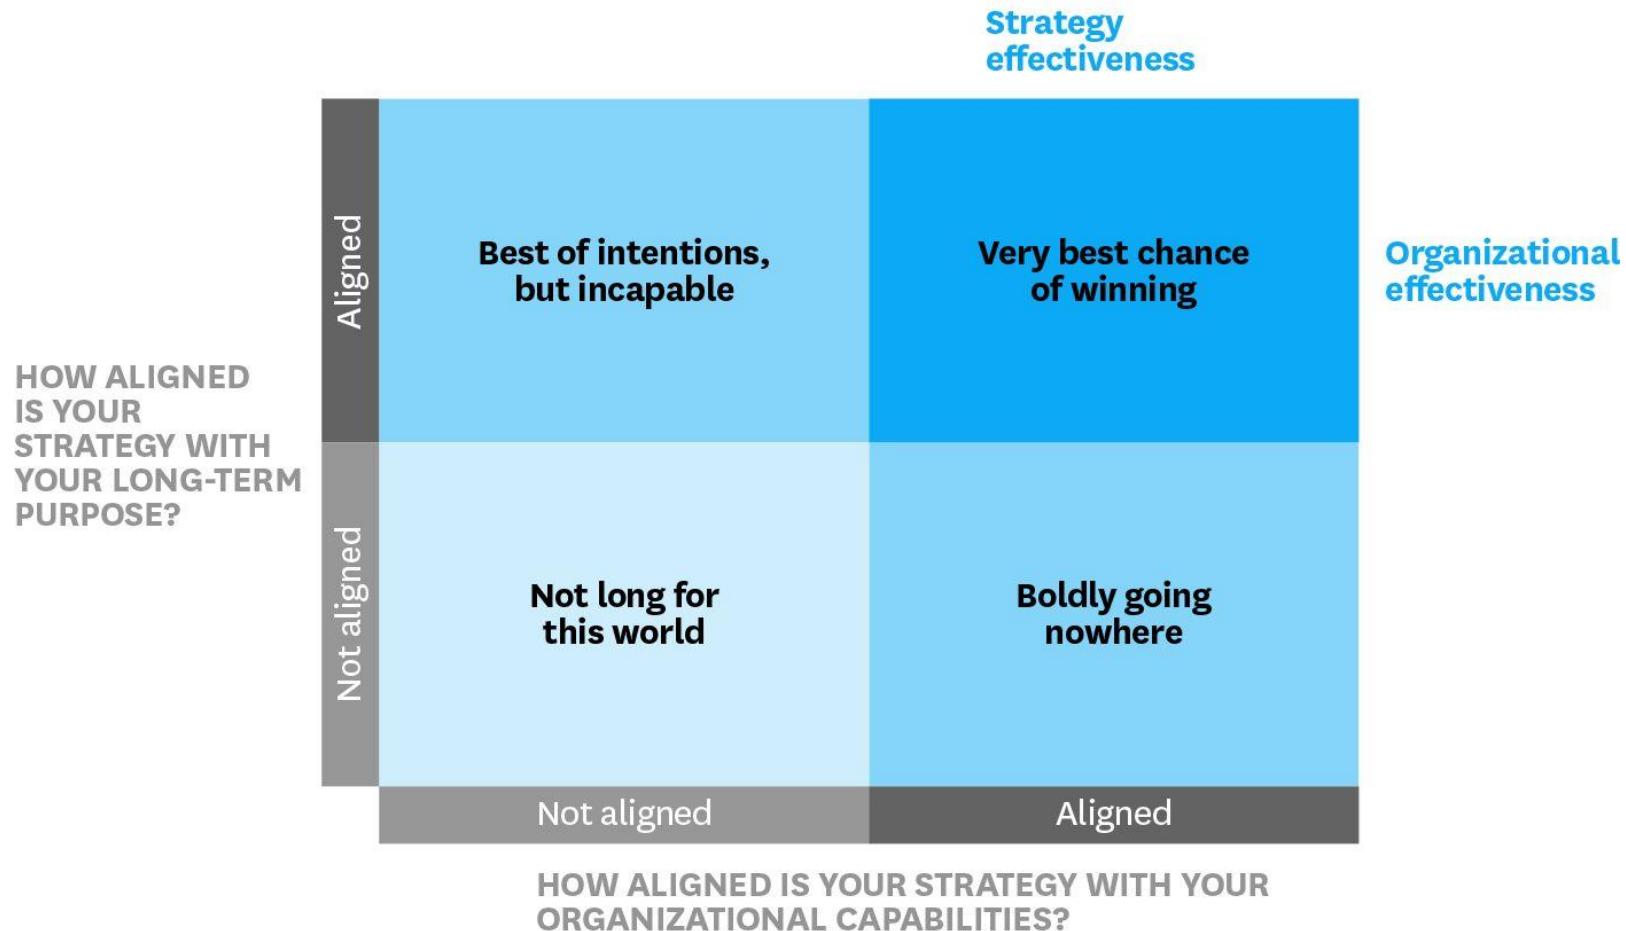 Strategy
effectiveness
Aligned
Best of intentions,
but incapable
Very best chance
of winning
Organizational
effectiveness
HOW ALIGNED
IS YOUR
STRATEGY WITH
YOUR LONG-TERM
PURPOSE?
Not aligned
Not long for
this world
Boldly going
nowhere
Not aligned
Aligned
HOW ALIGNED IS YOUR STRATEGY WITH YOUR
ORGANIZATIONAL CAPABILITIES?